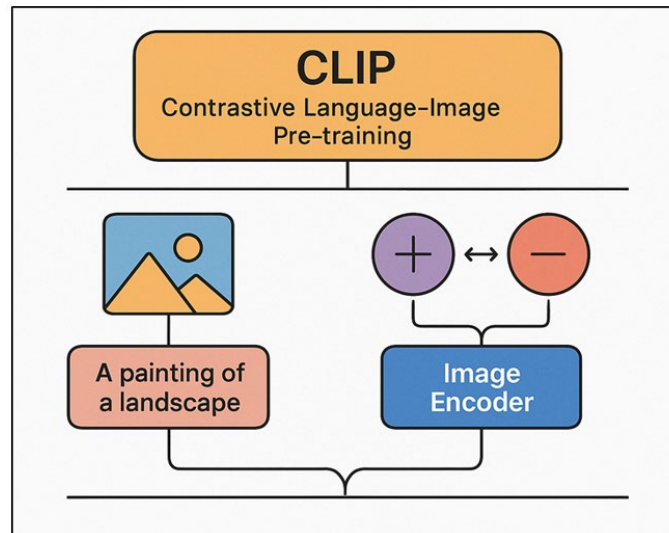 CLIP
Contrastive Language-Image
Pre-training
A painting of
a landscape
Image
Encoder